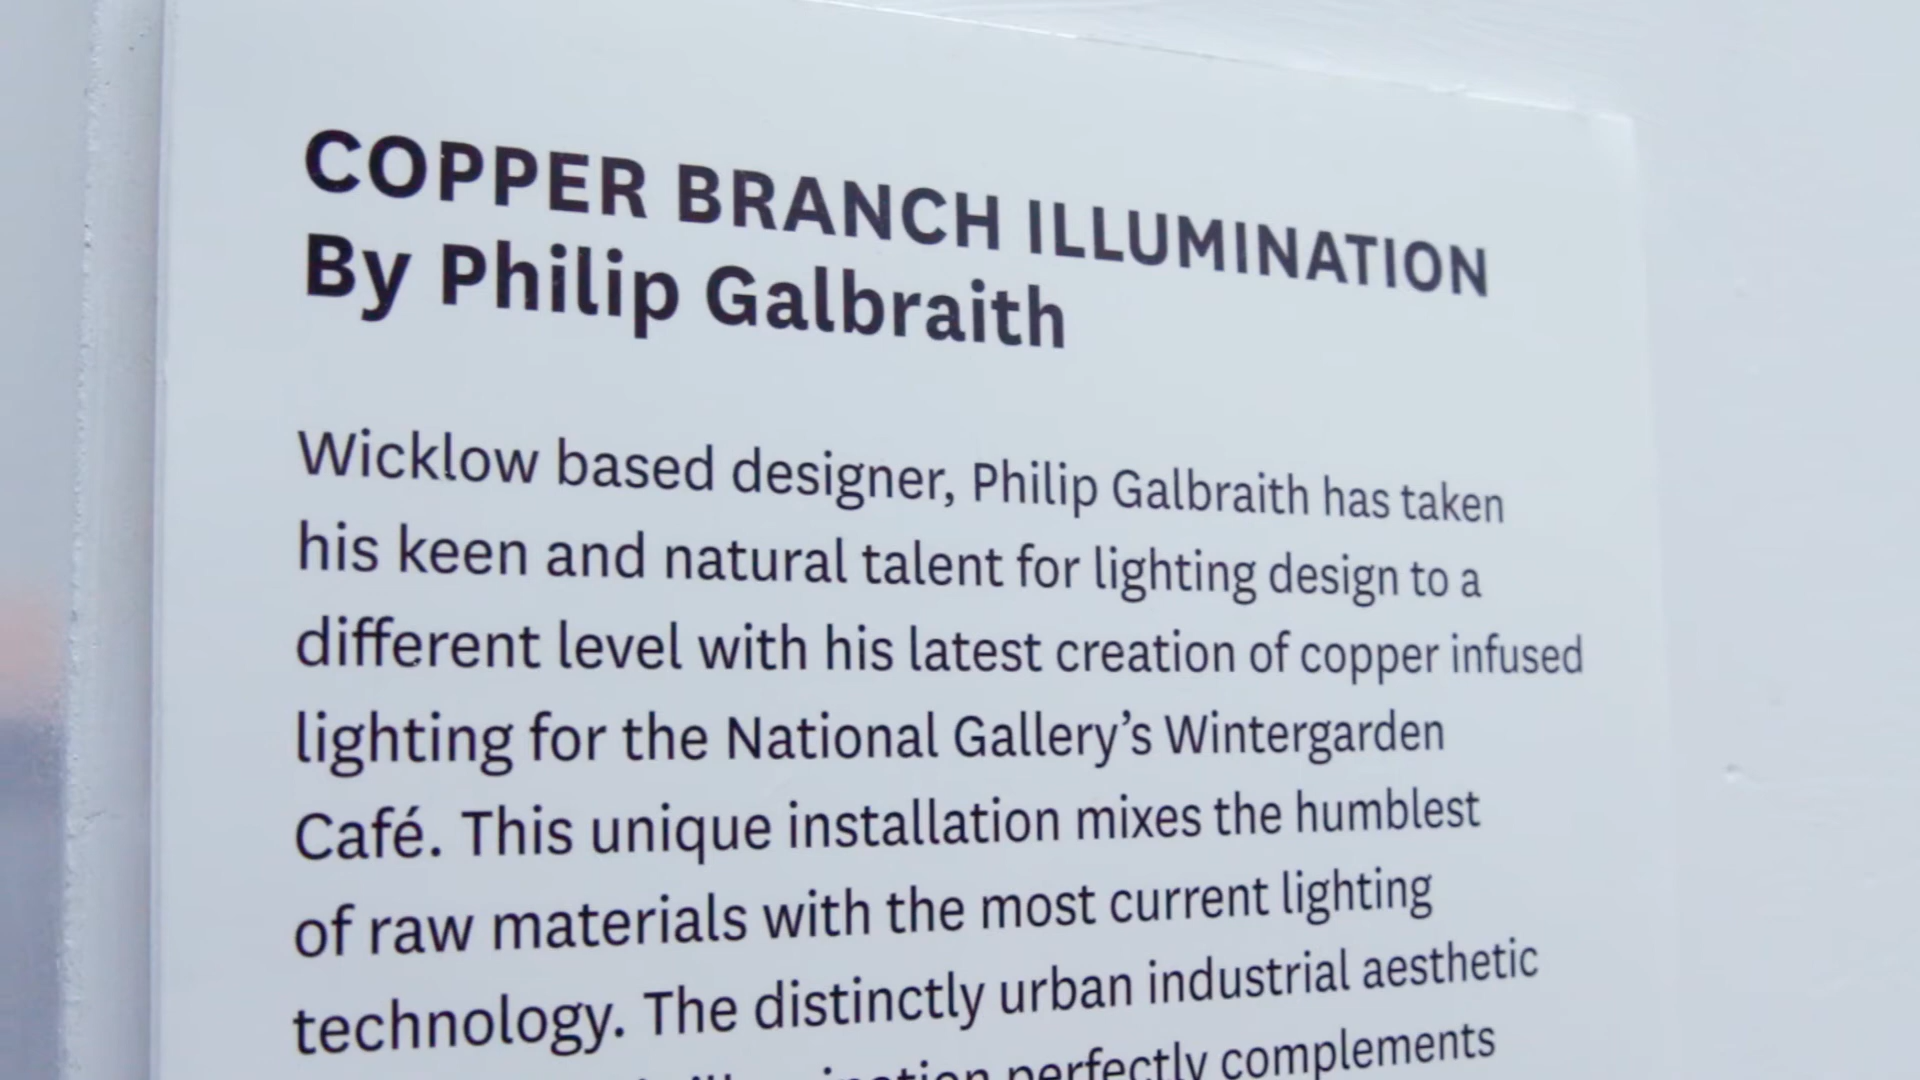 COPPER BRANCH ILLUMINATION
By Philip Galbraith
Wicklow based designer, Philip Galbraith has taken
his keen and natural talent for lighting design to a
different level with his latest creation of copper infused
lighting for the National Gallery’s Wintergarden
Café. This unique installation mixes the humblest
of raw materials with the most current lighting
technology. The distinctly urban industrial aesthetic
perfectly complements